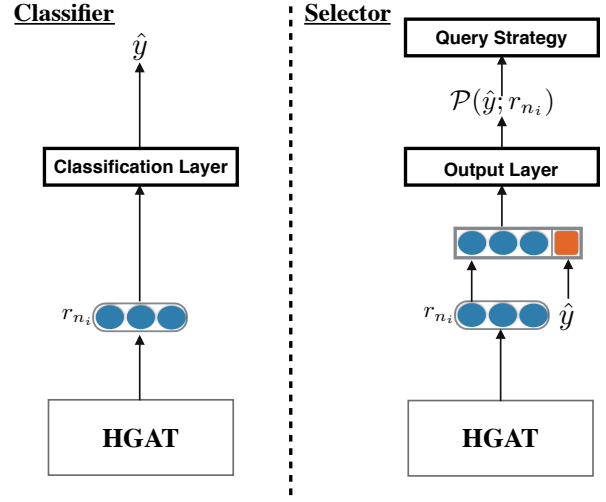 Classifier
ŷ
Classification Layer
r_{n_i}
HGAT
Selector
Query Strategy
𝒫(ŷ; r_{n_i})
Output Layer
r_{n_i}
ŷ
HGAT